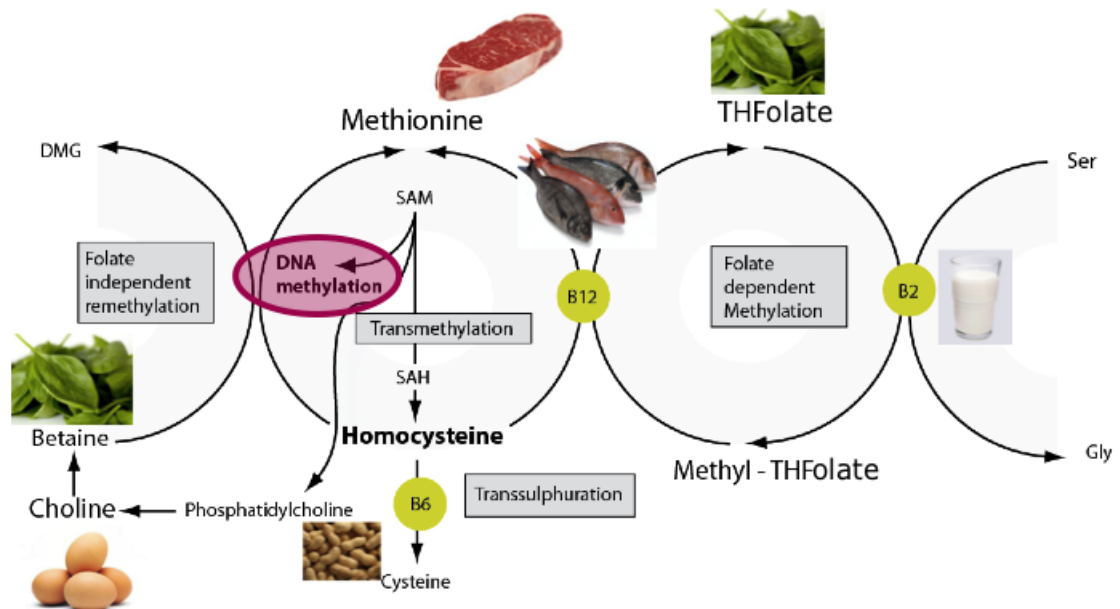 Methionine
THFolate
DMG
Ser
SAM
Folate
independent
remethylation
DNA
methylation
B12
Folate
dependent
Methylation
B2
Transmethylation
SAH
Betaine
Homocysteine
Methyl - THFolate
Gly
Choline
Phosphatidylcholine
B6
Transsulphuration
Cysteine